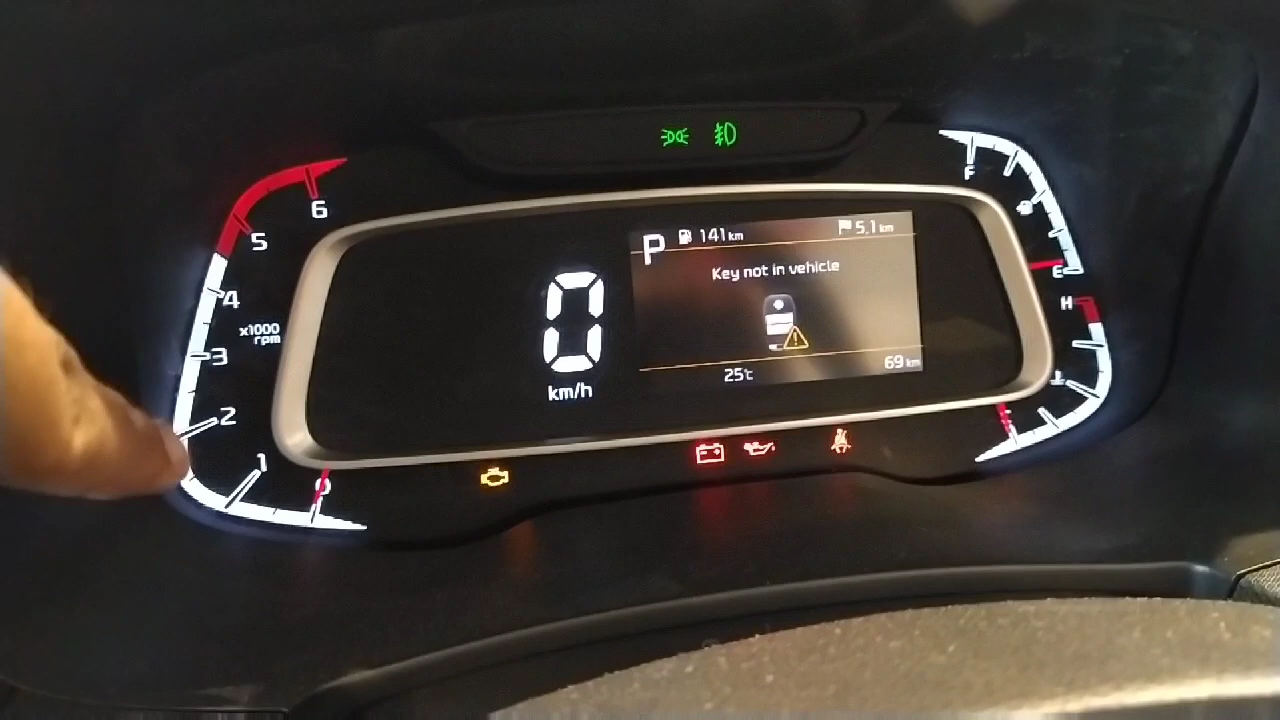 6
5
4
x1000
rpm
3
2
1
0
0
km/h
P
141 km
5.1 km
Key not in vehicle
25℃
69 km
F
E
H